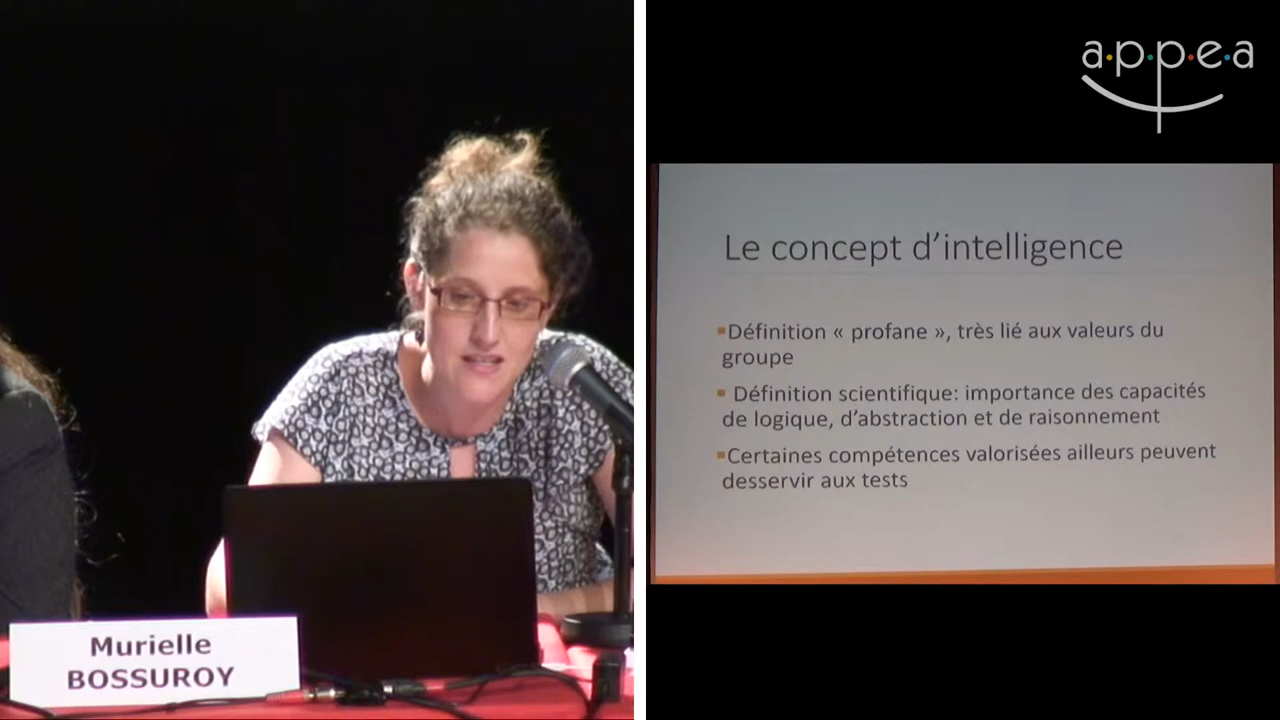 Murielle
BOSSUROY
a·p·p·e·a
Le concept d’intelligence
▪Définition « profane », très lié aux valeurs du
groupe
▪ Définition scientifique: importance des capacités
de logique, d’abstraction et de raisonnement
▪Certaines compétences valorisées ailleurs peuvent
desservir aux tests